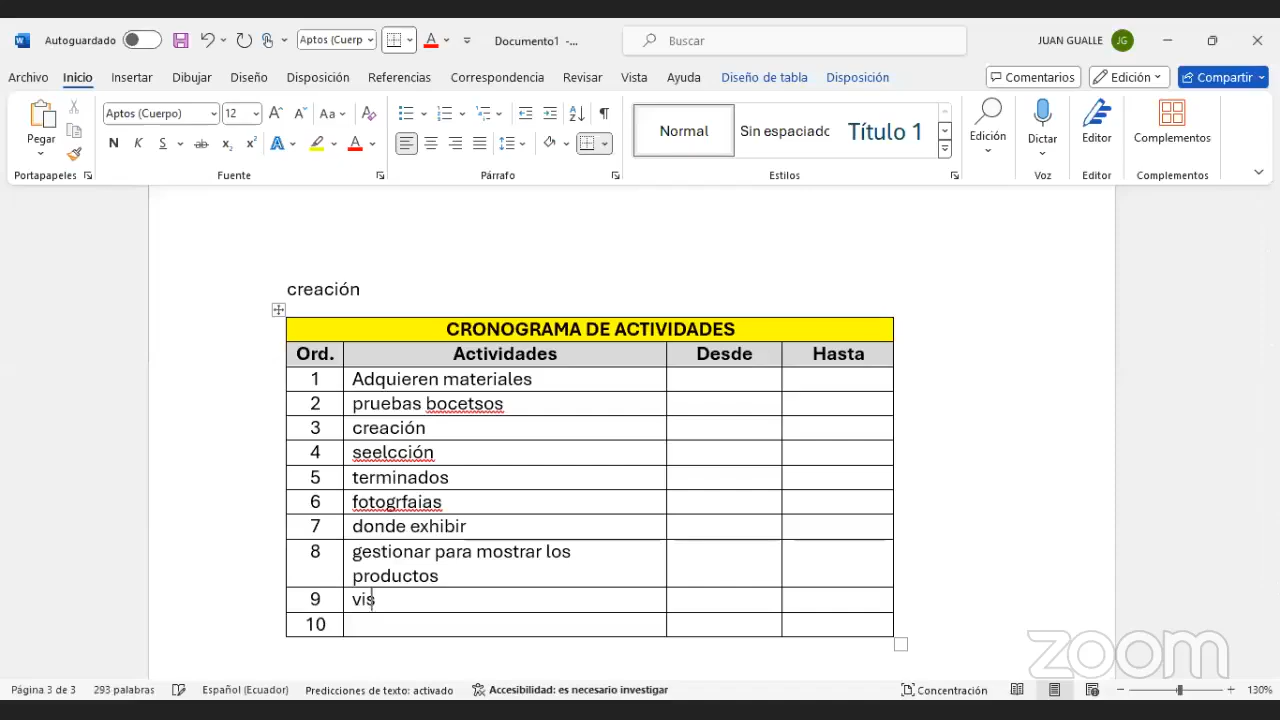 Autoguardado
Aptos (Cuerp
Documento1 -...
Buscar
JUAN GUALLE
JG
Archivo Inicio Insertar Dibujar Diseño Disposición Referencias Correspondencia Revisar Vista Ayuda Diseño de tabla Disposición
Comentarios
Edición
Compartir
Pegar
Portapapeles
Aptos (Cuerpo)
12
Fuente
Párrafo
Normal
Sin espaciado
Título 1
Estilos
Edición
Dictar
Voz
Editor
Editor
Complementos
Complementos
creación
CRONOGRAMA DE ACTIVIDADES
Ord. Actividades Desde Hasta
1 Adquieren materiales
2 pruebas bocetsos
3 creación
4 seelcción
5 terminados
6 fotogrfaias
7 donde exhibir
8 gestionar para mostrar los
productos
9 vis
10
zoom
Página 3 de 3 293 palabras Español (Ecuador) Predicciones de texto: activado Accesibilidad: es necesario investigar Concentración 130%